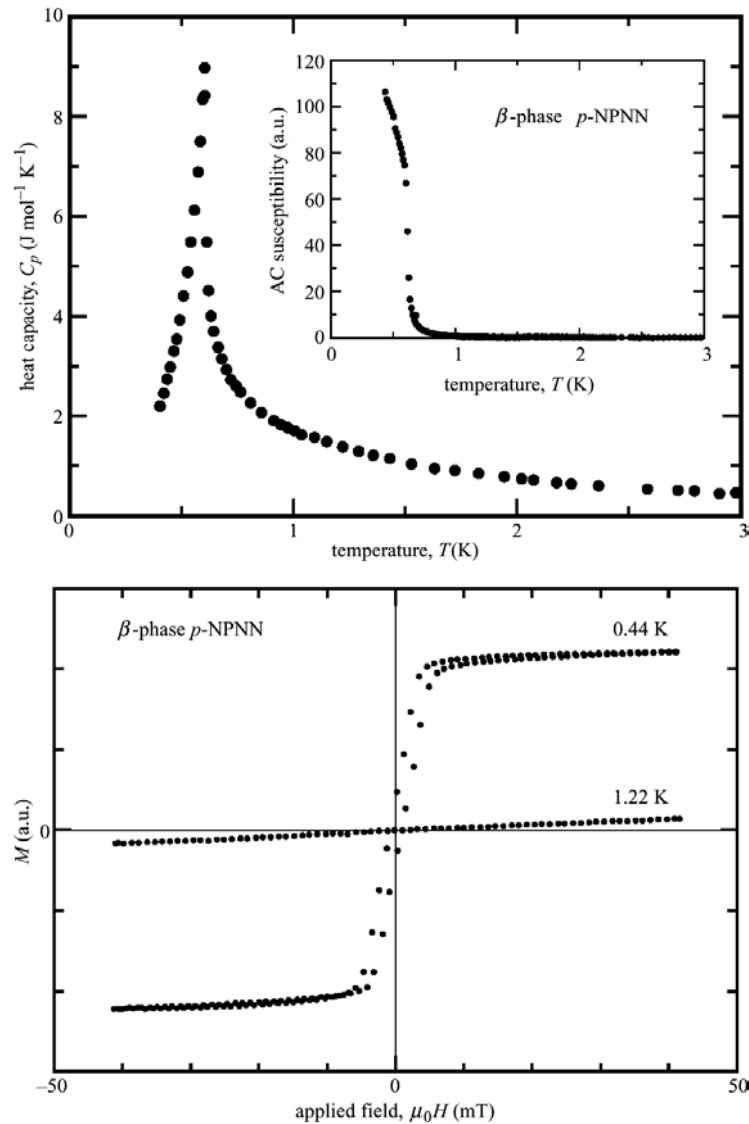 10
8
6
4
2
0
heat capacity, Cp (J mol−1 K−1)
0
1
2
3
temperature, T(K)
120
100
80
60
40
20
0
AC susceptibility (a.u.)
β-phase p-NPNN
0
1
2
3
temperature, T (K)
β-phase p-NPNN
0.44 K
1.22 K
0
M (a.u.)
–50
0
50
applied field, μ0H (mT)